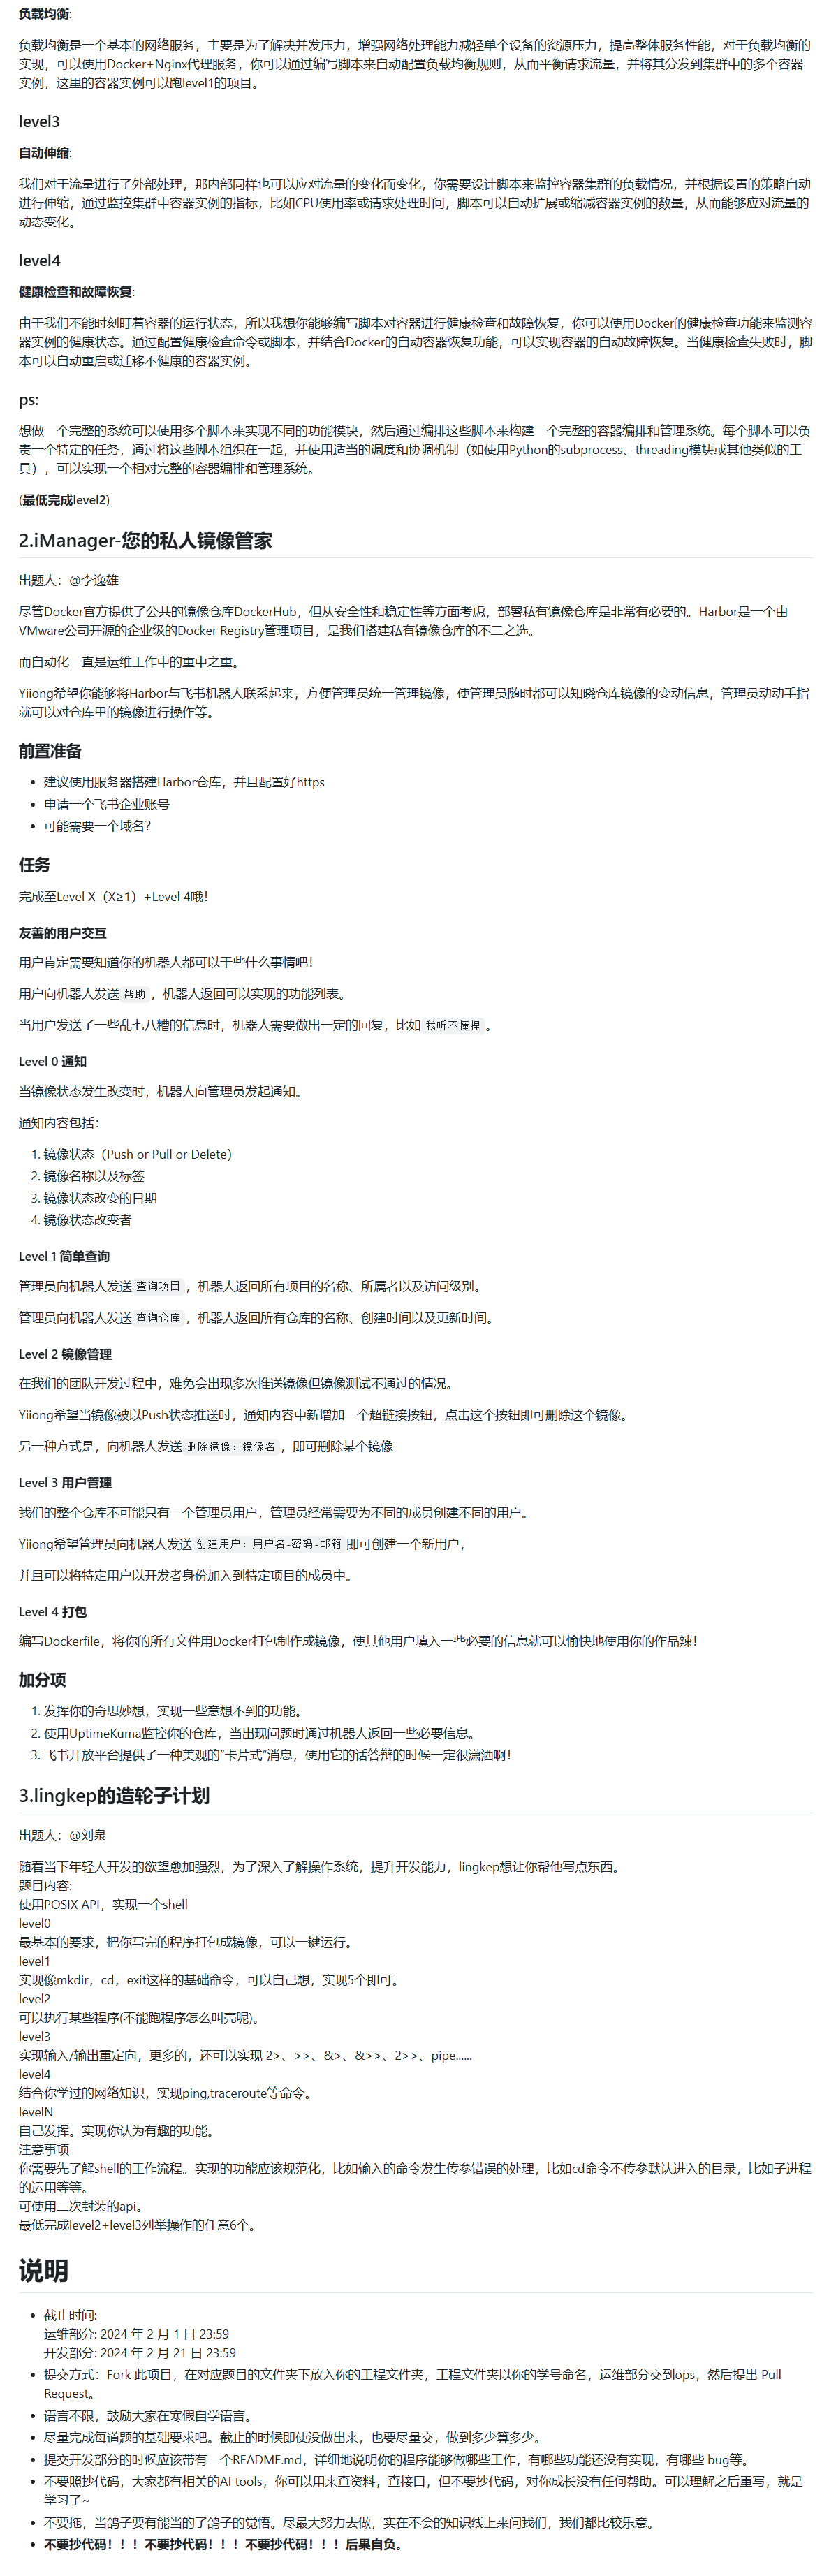 负载均衡:
负载均衡是一个基本的网络服务，主要是为了解决并发压力，增强网络处理能力减轻单个设备的资源压力，提高整体服务性能，对于负载均衡的
实现，可以使用Docker+Nginx代理服务，你可以通过编写脚本来自动配置负载均衡规则，从而平衡请求流量，并将其分发到集群中的多个容器
实例，这里的容器实例可以跑level1的项目。
level3
自动伸缩:
我们对于流量进行了外部处理，那内部同样也可以应对流量的变化而变化，你需要设计脚本来监控容器集群的负载情况，并根据设置的策略自动
进行伸缩，通过监控集群中容器实例的指标，比如CPU使用率或请求处理时间，脚本可以自动扩展或缩减容器实例的数量，从而能够应对流量的
动态变化。
level4
健康检查和故障恢复:
由于我们不能时刻盯着容器的运行状态，所以我想你能够编写脚本对容器进行健康检查和故障恢复，你可以使用Docker的健康检查功能来监测容
器实例的健康状态。通过配置健康检查命令或脚本，并结合Docker的自动容器恢复功能，可以实现容器的自动故障恢复。当健康检查失败时，脚
本可以自动重启或迁移不健康的容器实例。
ps:
想做一个完整的系统可以使用多个脚本来实现不同的功能模块，然后通过编排这些脚本来构建一个完整的容器编排和管理系统。每个脚本可以负
责一个特定的任务，通过将这些脚本组织在一起，并使用适当的调度和协调机制（如使用Python的subprocess、threading模块或其他类似的工
具），可以实现一个相对完整的容器编排和管理系统。
(最低完成level2)
2.iManager-您的私人镜像管家
出题人：@李逸雄
尽管Docker官方提供了公共的镜像仓库DockerHub，但从安全性和稳定性等方面考虑，部署私有镜像仓库是非常有必要的。Harbor是一个由
VMware公司开源的企业级的Docker Registry管理项目，是我们搭建私有镜像仓库的不二之选。
而自动化一直是运维工作中的重中之重。
Yiiong希望你能够将Harbor与飞书机器人联系起来，方便管理员统一管理镜像，使管理员随时都可以知晓仓库镜像的变动信息，管理员动动手指
就可以对仓库里的镜像进行操作等。
前置准备
• 建议使用服务器搭建Harbor仓库，并且配置好https
• 申请一个飞书企业账号
• 可能需要一个域名？
任务
完成至Level X（X≥1）+Level 4哦！
友善的用户交互
用户肯定需要知道你的机器人都可以干些什么事情吧！
用户向机器人发送 帮助 ，机器人返回可以实现的功能列表。
当用户发送了一些乱七八糟的信息时，机器人需要做出一定的回复，比如 我听不懂捏 。
Level 0 通知
当镜像状态发生改变时，机器人向管理员发起通知。
通知内容包括：
1. 镜像状态（Push or Pull or Delete）
2. 镜像名称以及标签
3. 镜像状态改变的日期
4. 镜像状态改变者
Level 1 简单查询
管理员向机器人发送 查询项目 ，机器人返回所有项目的名称、所属者以及访问级别。
管理员向机器人发送 查询仓库 ，机器人返回所有仓库的名称、创建时间以及更新时间。
Level 2 镜像管理
在我们的团队开发过程中，难免会出现多次推送镜像但镜像测试不通过的情况。
Yiiong希望当镜像被以Push状态推送时，通知内容中新增加一个超链接按钮，点击这个按钮即可删除这个镜像。
另一种方式是，向机器人发送 删除镜像：镜像名 ，即可删除某个镜像
Level 3 用户管理
我们的整个仓库不可能只有一个管理员用户，管理员经常需要为不同的成员创建不同的用户。
Yiiong希望管理员向机器人发送 创建用户：用户名-密码-邮箱 即可创建一个新用户，
并且可以将特定用户以开发者身份加入到特定项目的成员中。
Level 4 打包
编写Dockerfile，将你的所有文件用Docker打包制作成镜像，使其他用户填入一些必要的信息就可以愉快地使用你的作品辣！
加分项
1. 发挥你的奇思妙想，实现一些意想不到的功能。
2. 使用UptimeKuma监控你的仓库，当出现问题时通过机器人返回一些必要信息。
3. 飞书开放平台提供了一种美观的“卡片式”消息，使用它的话答辩的时候一定很潇洒啊！
3.lingkep的造轮子计划
出题人：@刘泉
随着当下年轻人开发的欲望愈加强烈，为了深入了解操作系统，提升开发能力，lingkep想让你帮他写点东西。
题目内容:
使用POSIX API，实现一个shell
level0
最基本的要求，把你写完的程序打包成镜像，可以一键运行。
level1
实现像mkdir，cd，exit这样的基础命令，可以自己想，实现5个即可。
level2
可以执行某些程序(不能跑程序怎么叫壳呢)。
level3
实现输入/输出重定向，更多的，还可以实现 2>、>>、&>、&>>、2>>、pipe......
level4
结合你学过的网络知识，实现ping,traceroute等命令。
levelN
自己发挥。实现你认为有趣的功能。
注意事项
你需要先了解shell的工作流程。实现的功能应该规范化，比如输入的命令发生传参错误的处理，比如cd命令不传参默认进入的目录，比如子进程
的运用等等。
可使用二次封装的api。
最低完成level2+level3列举操作的任意6个。
说明
• 截止时间:
运维部分: 2024 年 2 月 1 日 23:59
开发部分: 2024 年 2 月 21 日 23:59
• 提交方式：Fork 此项目，在对应题目的文件夹下放入你的工程文件夹，工程文件夹以你的学号命名，运维部分交到ops，然后提出 Pull
Request。
• 语言不限，鼓励大家在寒假自学语言。
• 尽量完成每道题的基础要求吧。截止的时候即使没做出来，也要尽量交，做到多少算多少。
• 提交开发部分的时候应该带有一个README.md，详细地说明你的程序能够做哪些工作，有哪些功能还没有实现，有哪些 bug等。
• 不要照抄代码，大家都有相关的AI tools，你可以用来查资料，查接口，但不要抄代码，对你成长没有任何帮助。可以理解之后重写，就是
学习了~
• 不要拖，当鸽子要有能当的了鸽子的觉悟。尽最大努力去做，实在不会的知识线上来问我们，我们都比较乐意。
• 不要抄代码！！！不要抄代码！！！不要抄代码！！！后果自负。